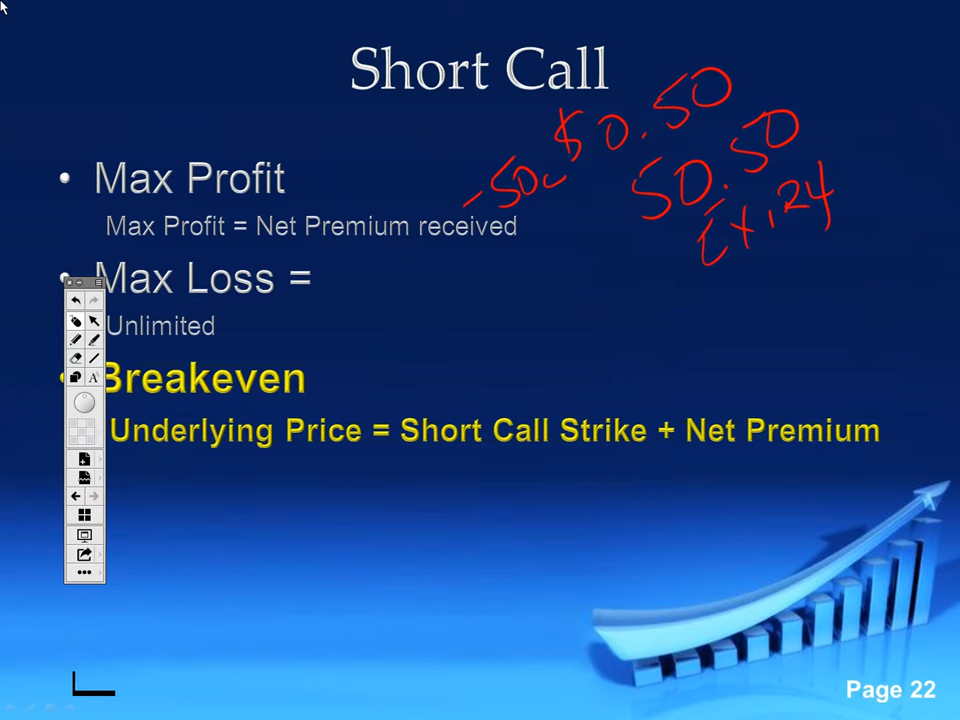 Short Call
$0.50
-50c
50.50
• Max Profit
Max Profit = Net Premium received
• Max Loss =
Unlimited
Breakeven
Underlying Price = Short Call Strike + Net Premium
Page 22